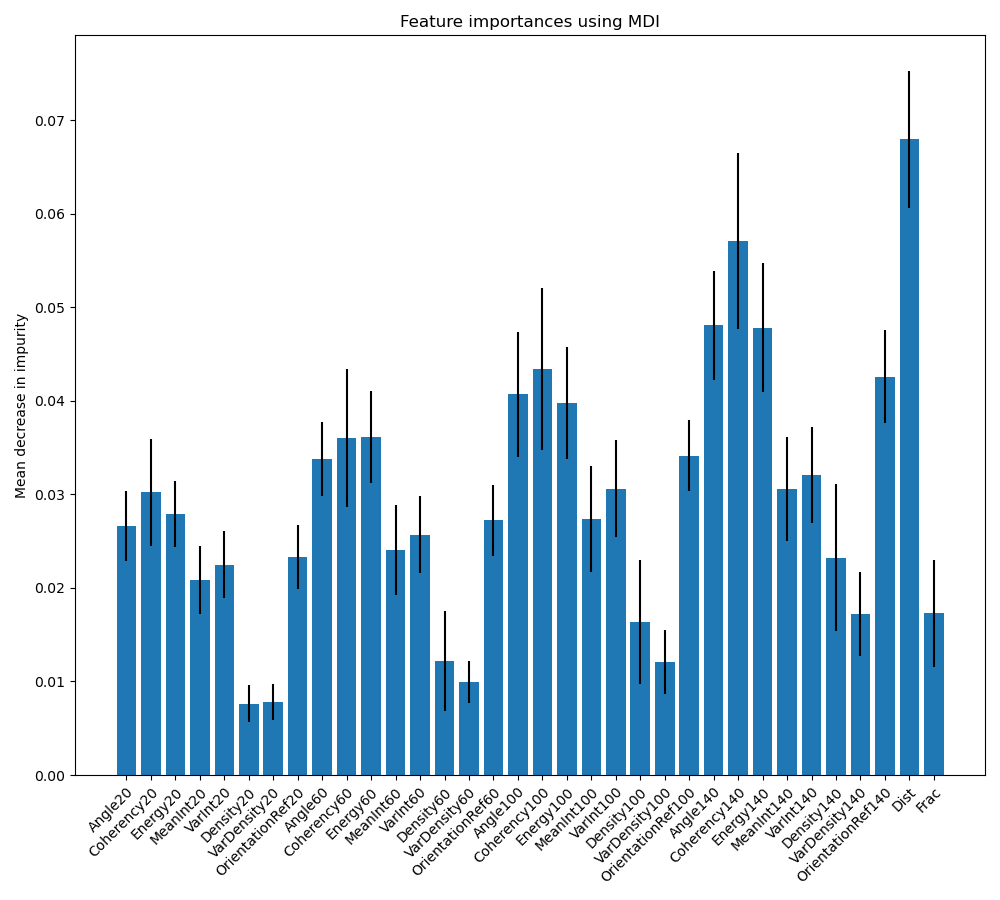 Feature importances using MDI
Mean decrease in impurity
0.07
0.06
0.05
0.04
0.03
0.02
0.01
0.00
Angle20
Coherency20
Energy20
MeanInt20
VarInt20
Density20
VarDensity20
OrientationRef20
Angle60
Coherency60
Energy60
MeanInt60
VarInt60
Density60
VarDensity60
OrientationRef60
Angle100
Coherency100
Energy100
MeanInt100
VarInt100
Density100
VarDensity100
OrientationRef100
Angle140
Coherency140
Energy140
MeanInt140
VarInt140
Density140
VarDensity140
OrientationRef140
Dist
Frac